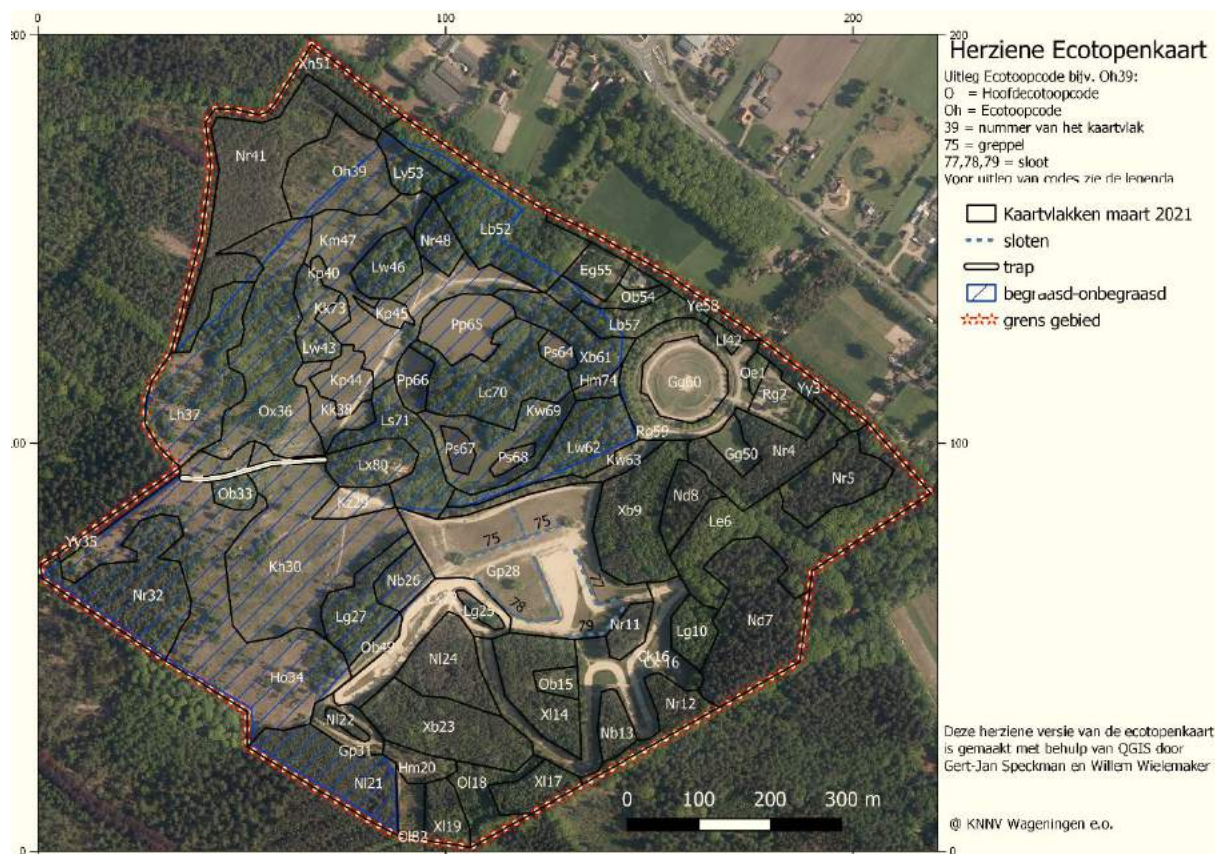 0
100
200
200
Herziene Ecotopenkaart
Uitleg Ecotoopcode bijv. Oh39:
O = Hoofdecotoopcode
Oh = Ecotoopcode
39 = nummer van het kaartvlak
75 = greppel
77,78,79 = sloot
Voor uitleg van codes zie de legenda
Kaartvlakken maart 2021
sloten
trap
begraasd-onbegraasd
grens gebied
Xh51
Nr41
Oh39
Ly53
Km47
Nr48
Lb52
Kp40
Lw46
Eg55
Ob54
Ye58
Kk73
Kp45
Pp65
Lb57
Ll42
Lw43
Ps64
Xb61
Kp44
Pp66
Hm74
Gg60
Oe1
Rg2
Lh37
Ox36
Kk38
Ls71
Lc70
Kw69
Rg59
100
100
Lx80
Ps67
Ps68
Lw62
Kw63
Gg50
Nr4
Nr5
Ob33
Kz29
Xb9
Nd8
Le6
75
75
Yv35
Nr32
Kh30
Nb26
Gp28
77
Lg27
Lg25
78
79
Nr11
Lg10
Nd7
Ob49
Nl24
Ck16
Ho34
Ob15
Nr12
Nl22
Xb23
Xl14
Nb13
Gp31
Nl21
Hm20
Ol18
Xl17
Xl19
Ol82
0 100 200 300 m
Deze herziene versie van de ecotopenkaart
is gemaakt met behulp van QGIS door
Gert-Jan Speckman en Willem Wielemaker
@ KNNV Wageningen e.o.
0